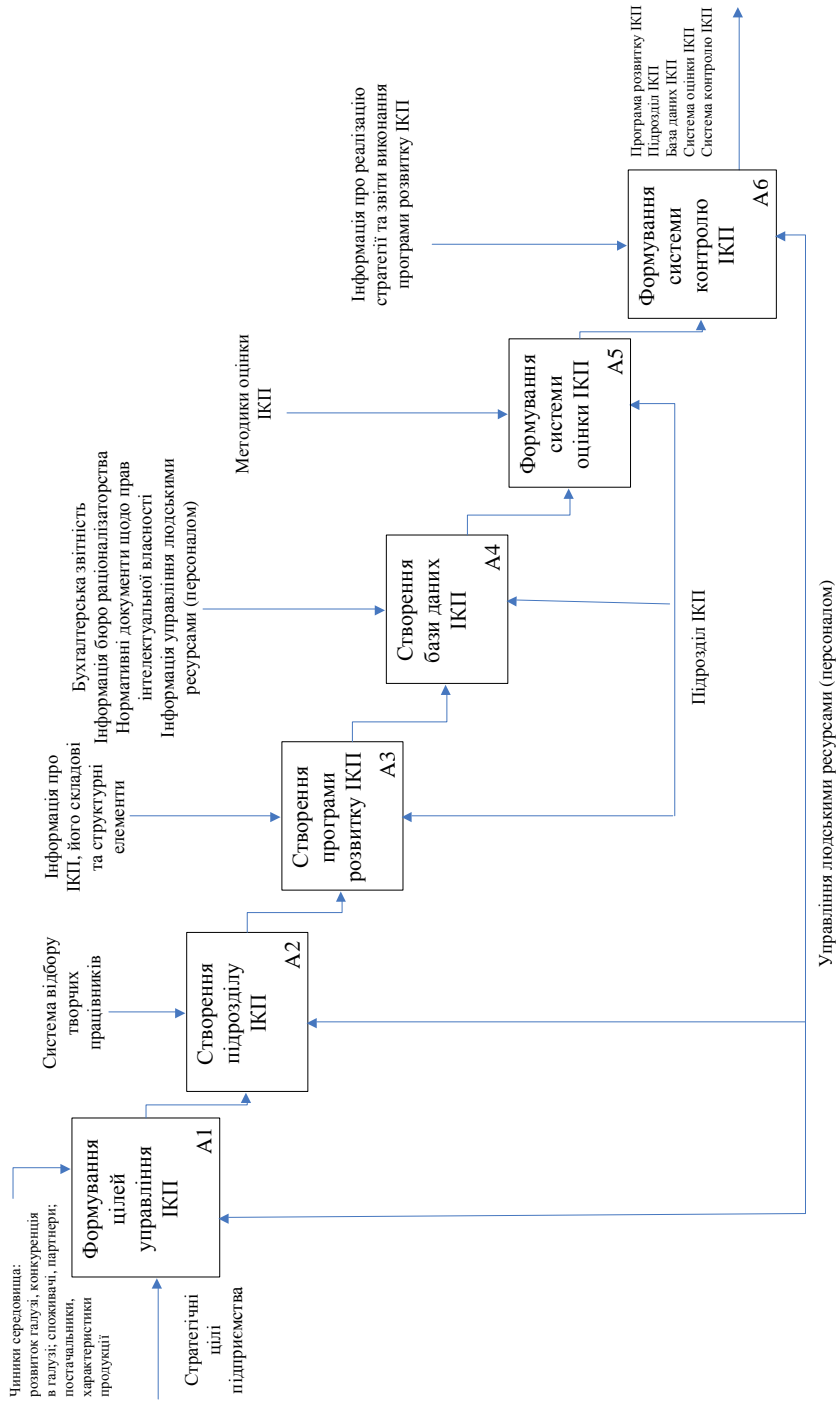 Чиники середовища:
розвиток галузі, конкуренція
в галузі; споживачі, партнери;
постачальники,
характеристики
продукції
Стратегічні
цілі
підприємства
Формування
цілей
управління
ІКП
А1
Система відбору
творчих
працівників
Створення
підрозділу
ІКП
А2
Інформація про
ІКП, його складові
та структурні
елементи
Створення
програми
розвитку ІКП
А3
Бухгалтерська звітність
Інформація бюро раціоналізаторства
Нормативні документи щодо прав
інтелектуальної власності
Інформація управління людськими
ресурсами (персоналом)
Створення
бази даних
ІКП
А4
Методики оцінки
ІКП
Формування
системи
оцінки ІКП
А5
Інформація про реалізацію
стратегії та звіти виконання
програми розвитку ІКП
Формування
системи
контролю
ІКП
А6
Програма розвитку ІКП
Підрозділ ІКП
База даних ІКП
Система оцінки ІКП
Система контролю ІКП
Підрозділ ІКП
Управління людськими ресурсами (персоналом)